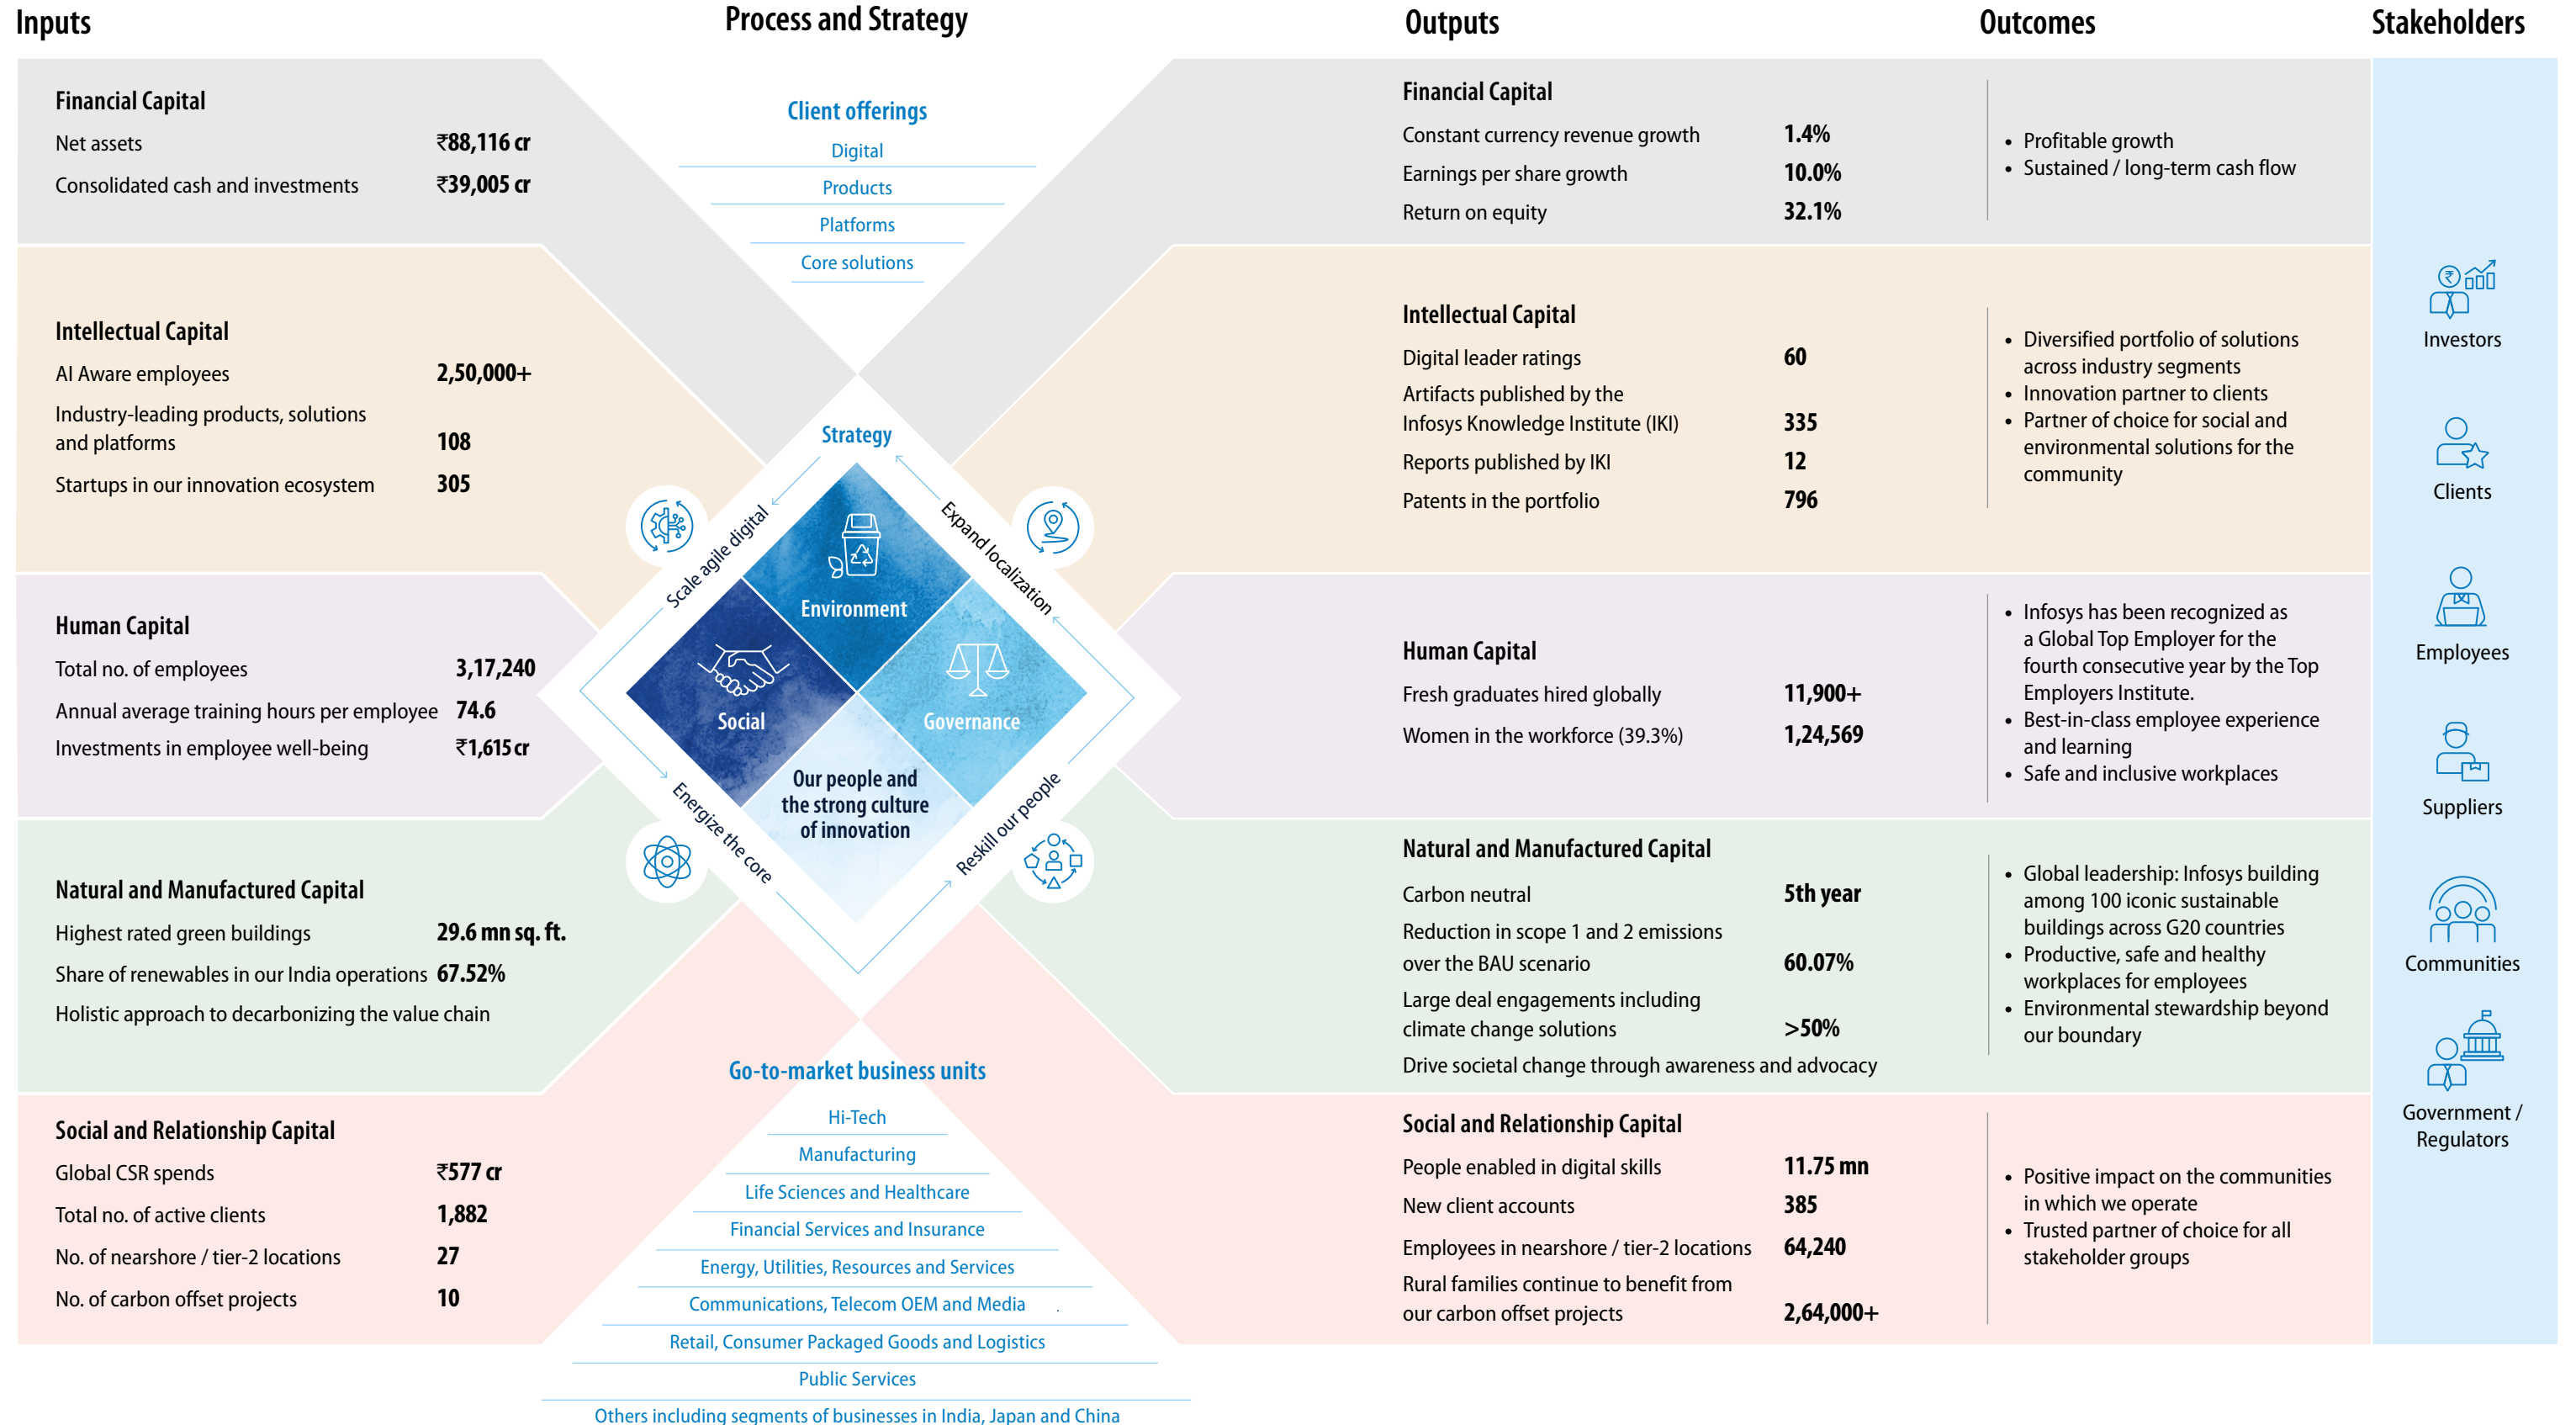 Inputs
Process and Strategy
Outputs
Outcomes
Stakeholders
Financial Capital
Net assets ₹88,116 cr
Consolidated cash and investments ₹39,005 cr
Intellectual Capital
AI Aware employees 2,50,000+
Industry-leading products, solutions
and platforms 108
Startups in our innovation ecosystem 305
Human Capital
Total no. of employees 3,17,240
Annual average training hours per employee 74.6
Investments in employee well-being ₹1,615 cr
Natural and Manufactured Capital
Highest rated green buildings 29.6 mn sq. ft.
Share of renewables in our India operations 67.52%
Holistic approach to decarbonizing the value chain
Social and Relationship Capital
Global CSR spends ₹577 cr
Total no. of active clients 1,882
No. of nearshore / tier-2 locations 27
No. of carbon offset projects 10
Client offerings
Digital
Products
Platforms
Core solutions
Strategy
Scale agile digital
Expand localization
Energize the core
Reskill our people
Environment
Social
Governance
Our people and
the strong culture
of innovation
Go-to-market business units
Hi-Tech
Manufacturing
Life Sciences and Healthcare
Financial Services and Insurance
Energy, Utilities, Resources and Services
Communications, Telecom OEM and Media .
Retail, Consumer Packaged Goods and Logistics
Public Services
Others including segments of businesses in India, Japan and China
Financial Capital
Constant currency revenue growth 1.4%
Earnings per share growth 10.0%
Return on equity 32.1%
• Profitable growth
• Sustained / long-term cash flow
Intellectual Capital
Digital leader ratings 60
Artifacts published by the
Infosys Knowledge Institute (IKI) 335
Reports published by IKI 12
Patents in the portfolio 796
• Diversified portfolio of solutions
across industry segments
• Innovation partner to clients
• Partner of choice for social and
environmental solutions for the
community
Human Capital
Fresh graduates hired globally 11,900+
Women in the workforce (39.3%) 1,24,569
• Infosys has been recognized as
a Global Top Employer for the
fourth consecutive year by the Top
Employers Institute.
• Best-in-class employee experience
and learning
• Safe and inclusive workplaces
Natural and Manufactured Capital
Carbon neutral 5th year
Reduction in scope 1 and 2 emissions
over the BAU scenario 60.07%
Large deal engagements including
climate change solutions >50%
Drive societal change through awareness and advocacy
• Global leadership: Infosys building
among 100 iconic sustainable
buildings across G20 countries
• Productive, safe and healthy
workplaces for employees
• Environmental stewardship beyond
our boundary
Social and Relationship Capital
People enabled in digital skills 11.75 mn
New client accounts 385
Employees in nearshore / tier-2 locations 64,240
Rural families continue to benefit from
our carbon offset projects 2,64,000+
• Positive impact on the communities
in which we operate
• Trusted partner of choice for all
stakeholder groups
₹
Investors
Clients
Employees
Suppliers
Communities
Government /
Regulators